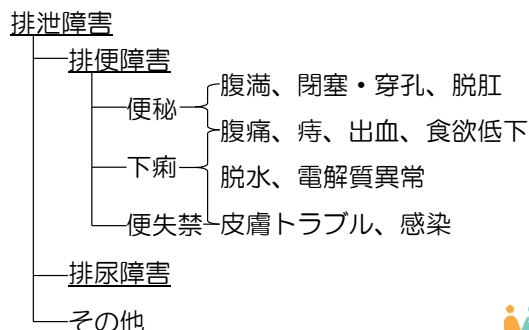 排泄障害
排便障害
腹満、閉塞・穿孔、脱肛
便秘
腹痛、痔、出血、食欲低下
下痢
脱水、電解質異常
便失禁
皮膚トラブル、感染
排尿障害
その他